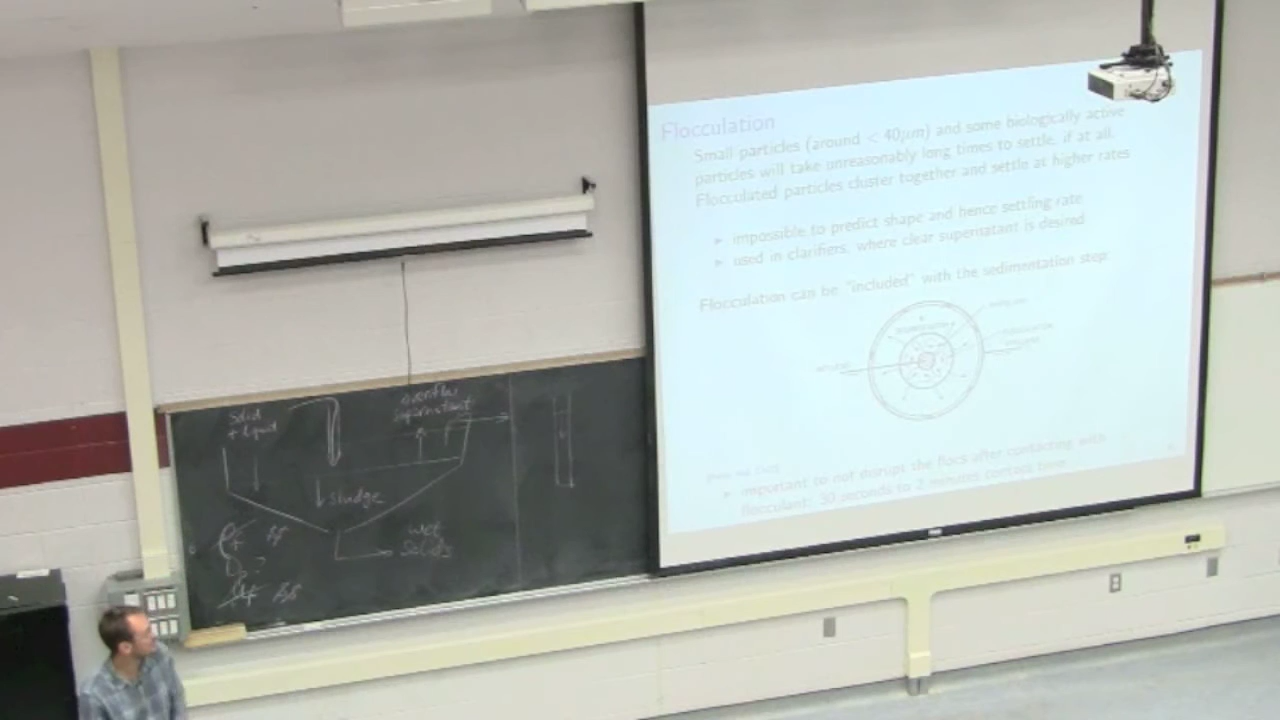 solid
+ liquid
overflow
supernatant
sludge
wet
solids
Flocculation
Small particles (around < 40μm) and some biologically active
particles will take unreasonably long times to settle, if at all.
Flocculated particles cluster together and settle at higher rates
▶ impossible to predict shape and hence settling rate
▶ used in clarifiers, where clear supernatant is desired
Flocculation can be "included" with the sedimentation step:
▶ important to not disrupt the flocs after contacting with
flocculant: 30 seconds to 2 minutes contact time